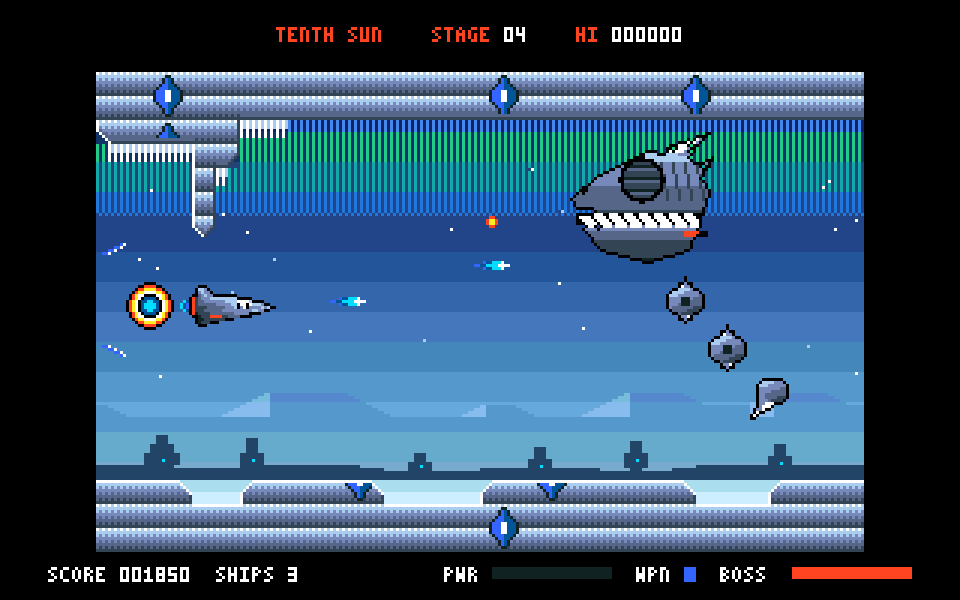 TENTH SUN STAGE 04 HI 000000
SCORE 001850 SHIPS 3 PWR WPN BOSS